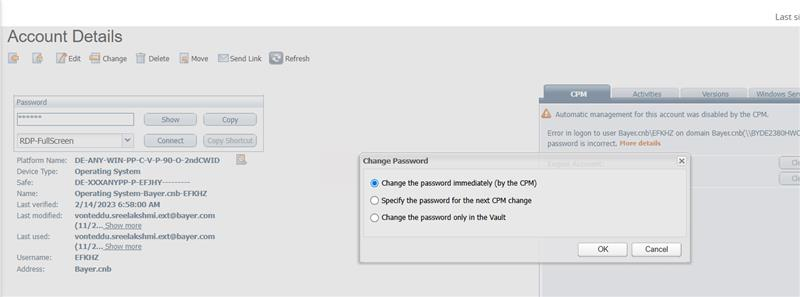 Last si
Account Details
Edit Change Delete Move Send Link Refresh
Password
****** Show Copy
RDP-FullScreen Connect Copy Shortcut
Platform Name: DE-ANY-WIN-PP-C-V-P-90-O-2ndCWID
Device Type: Operating System
Safe: DE-XXXANYPP-P-EFJHY---------
Name: Operating System-Bayer.cnb-EFKHZ
Last verified: 2/14/2023 6:58:00 AM
Last modified: vonteddu.sreelakshmi.ext@bayer.com
(11/2... Show more
Last used: vonteddu.sreelakshmi.ext@bayer.com
(11/2... Show more
Username: EFKHZ
Address: Bayer.cnb
CPM Activities Versions Windows Serv
Automatic management for this account was disabled by the CPM.
Error in logon to user Bayer.cnb\EFKHZ on domain Bayer.cnb(\\BYDE2380HWC
password is incorrect. More details
Cle
Cle
Change Password
Change the password immediately (by the CPM)
Specify the password for the next CPM change
Change the password only in the Vault
OK Cancel